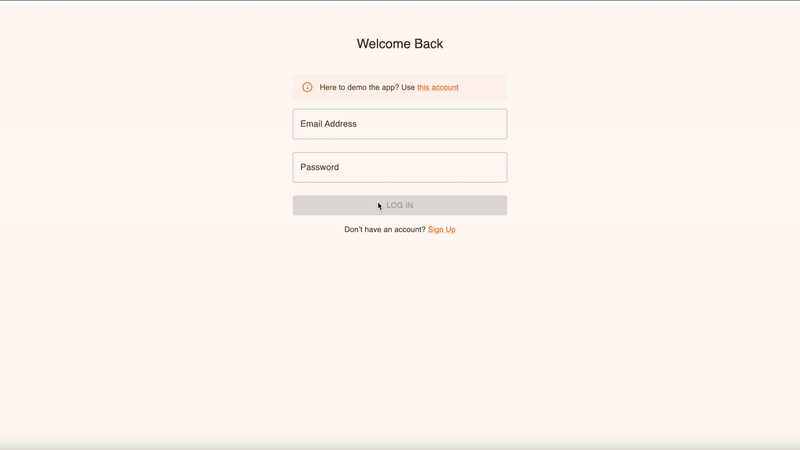 Welcome Back
Here to demo the app? Use this account
Email Address
Password
LOG IN
Don't have an account? Sign Up